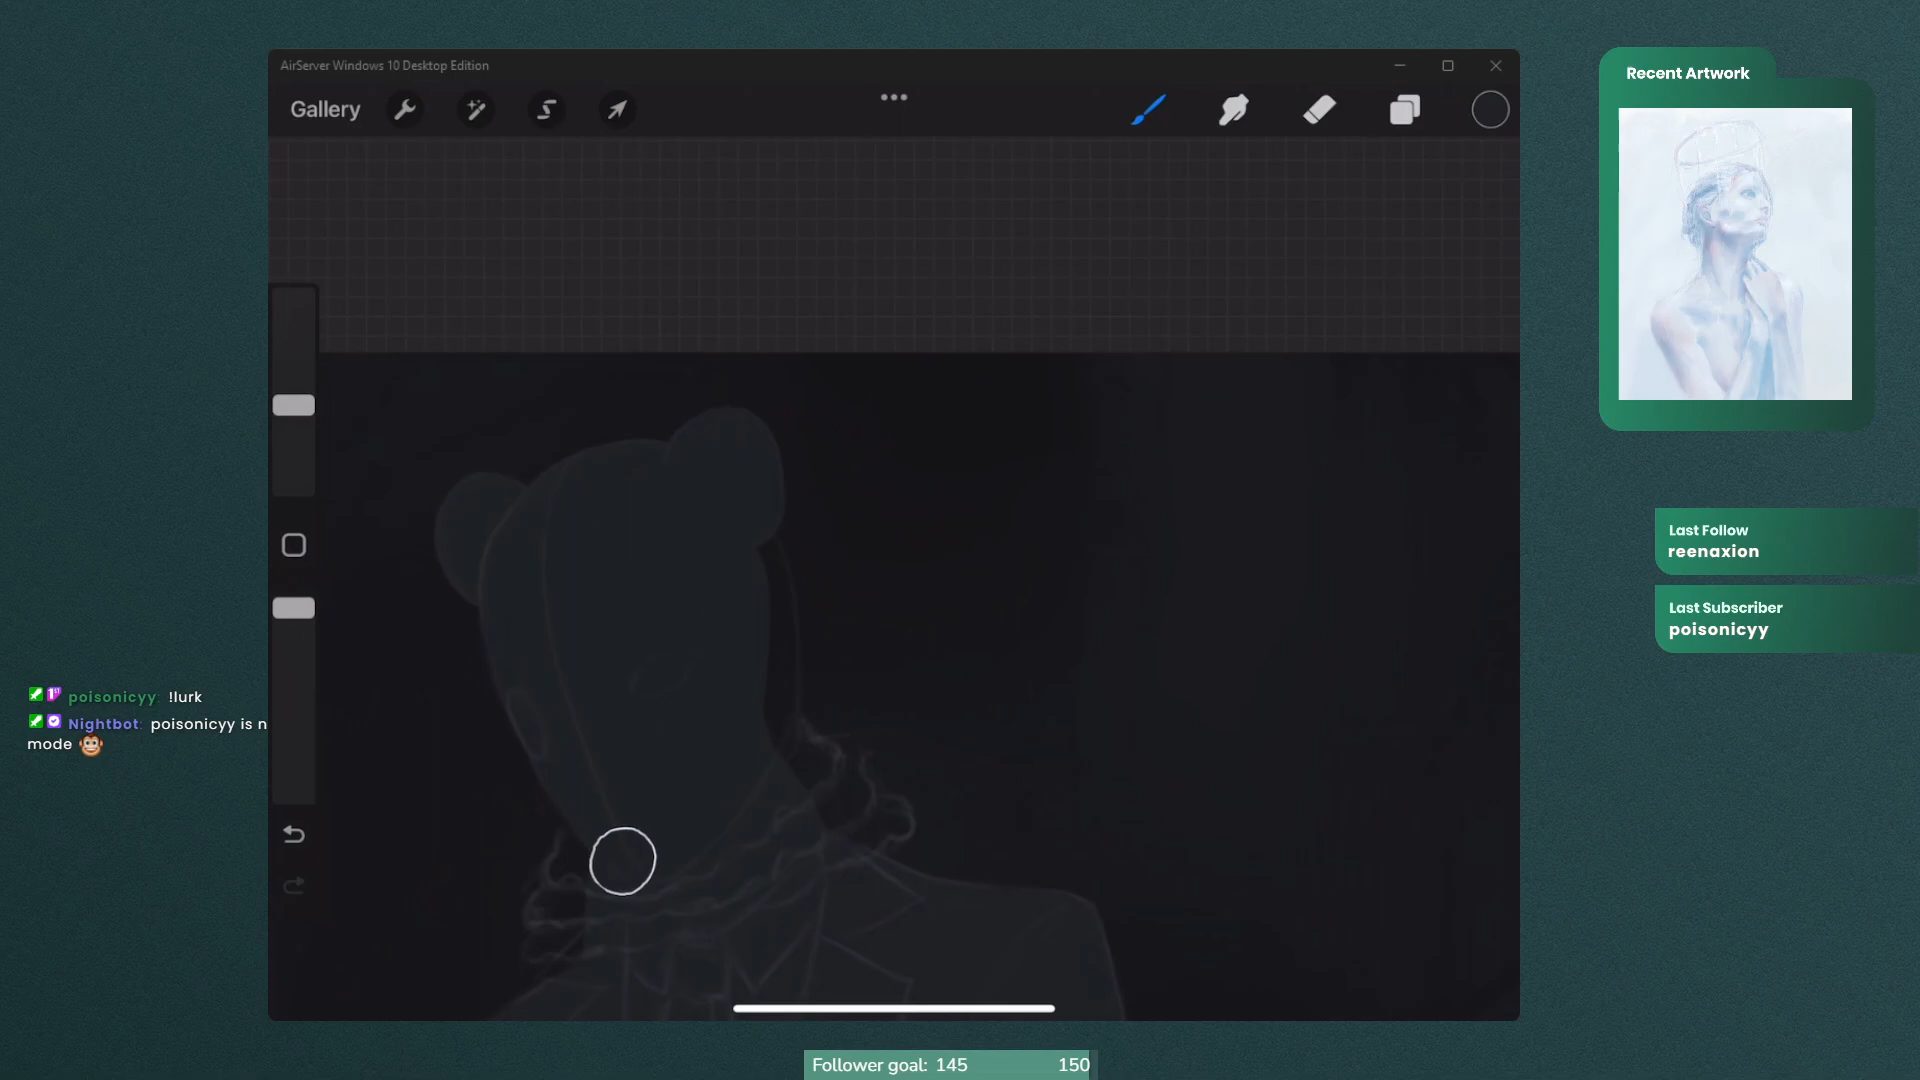 AirServer Windows 10 Desktop Edition
Gallery
Recent Artwork
Last Follow
reenaxion
Last Subscriber
poisonicyy
poisonicyy: !lurk
Nightbot: poisonicyy is n
mode
Follower goal: 145 150